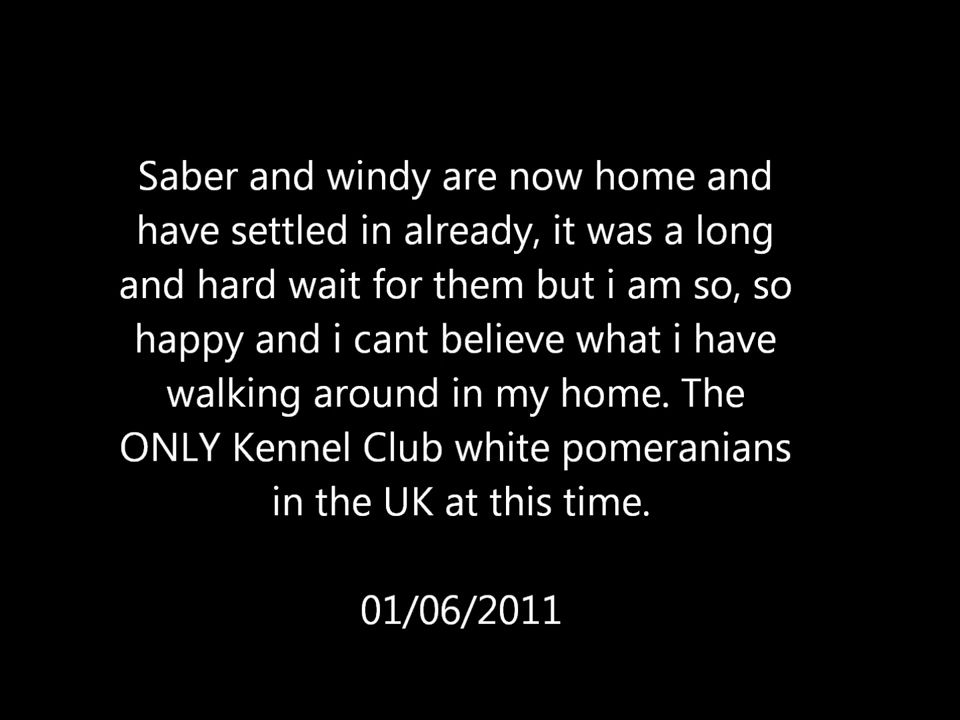 Saber and windy are now home and
have settled in already, it was a long
and hard wait for them but i am so, so
happy and i cant believe what i have
walking around in my home. The
ONLY Kennel Club white pomeranians
in the UK at this time.
01/06/2011